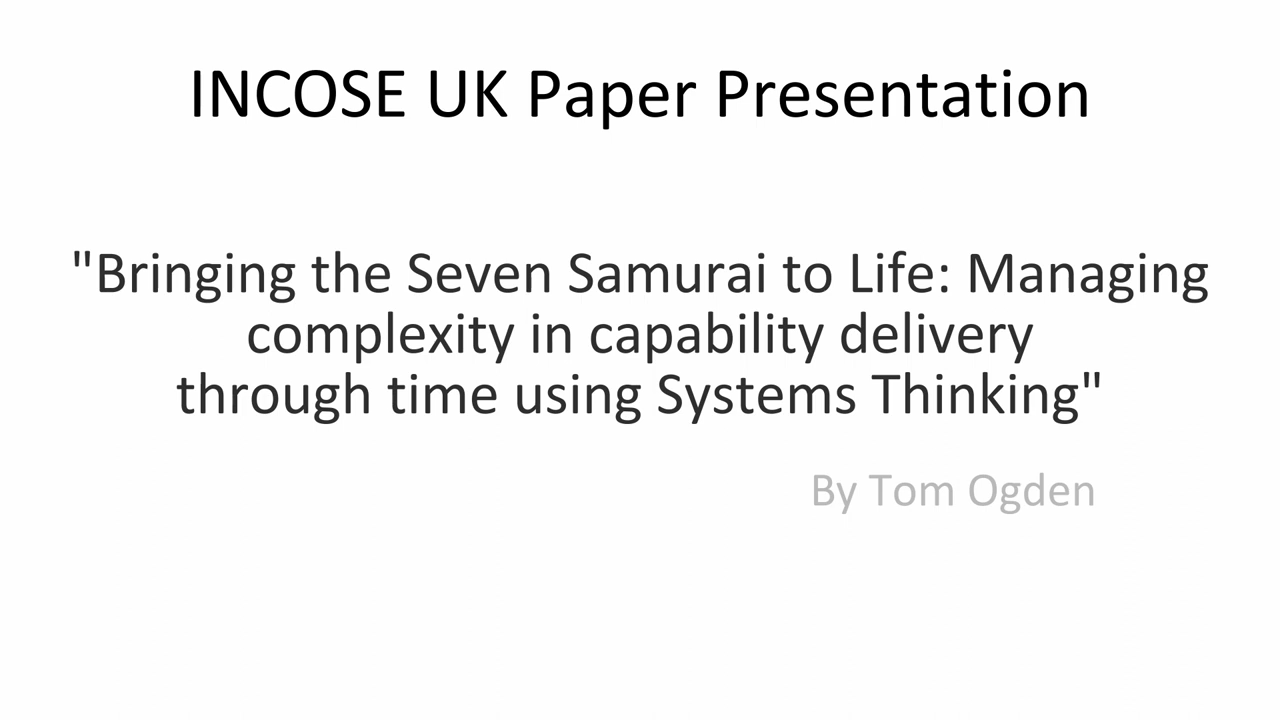 INCOSE UK Paper Presentation
"Bringing the Seven Samurai to Life: Managing
complexity in capability delivery
through time using Systems Thinking"
By Tom Ogden